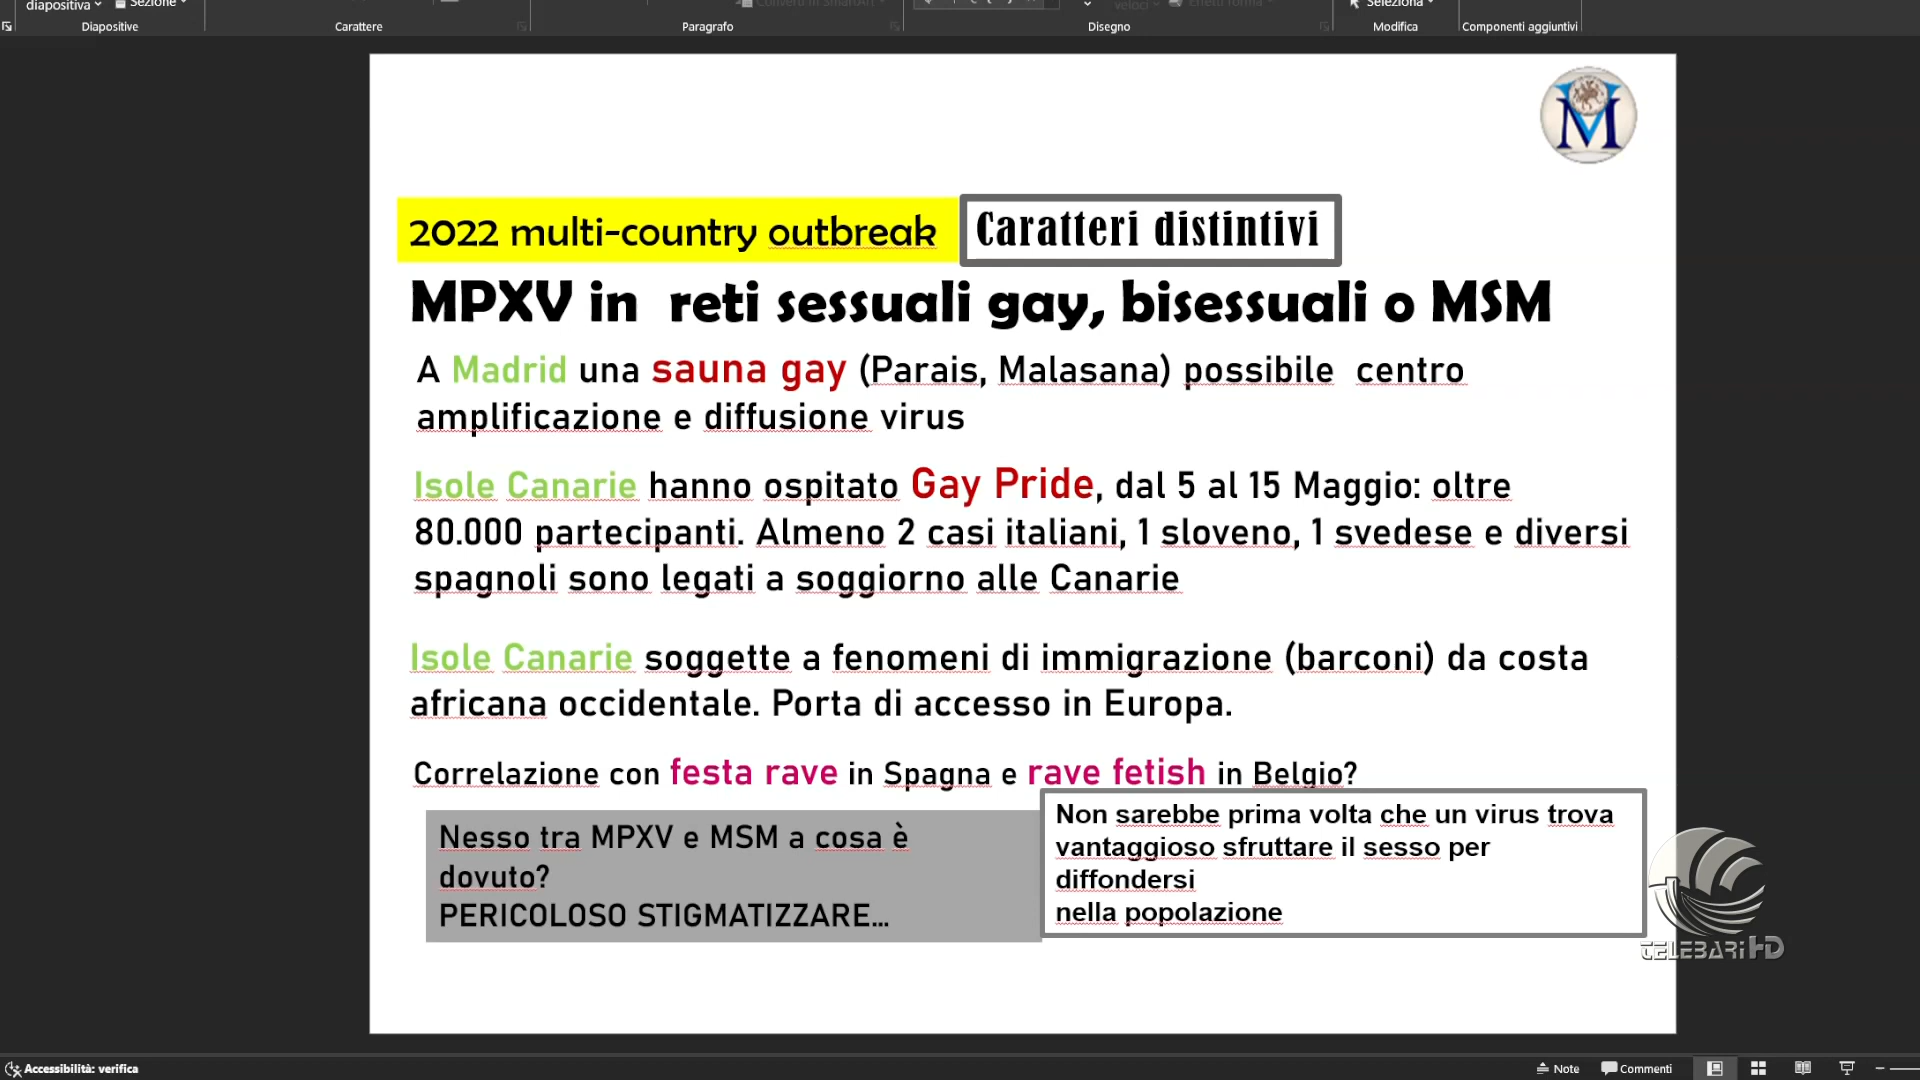 diapositiva
Sezione
Seleziona
Diapositive
Carattere
Paragrafo
Disegno
Modifica
Componenti aggiuntivi
2022 multi-country outbreak
Caratteri distintivi
MPXV in reti sessuali gay, bisessuali o MSM
A Madrid una sauna gay (Parais, Malasana) possibile centro
amplificazione e diffusione virus
Isole Canarie hanno ospitato Gay Pride, dal 5 al 15 Maggio: oltre
80.000 partecipanti. Almeno 2 casi italiani, 1 sloveno, 1 svedese e diversi
spagnoli sono legati a soggiorno alle Canarie
Isole Canarie soggette a fenomeni di immigrazione (barconi) da costa
africana occidentale. Porta di accesso in Europa.
Correlazione con festa rave in Spagna e rave fetish in Belgio?
Nesso tra MPXV e MSM a cosa è
dovuto?
PERICOLOSO STIGMATIZZARE...
Non sarebbe prima volta che un virus trova
vantaggioso sfruttare il sesso per
diffondersi
nella popolazione
TELEBARI HD
Accessibilità: verifica
Note
Commenti